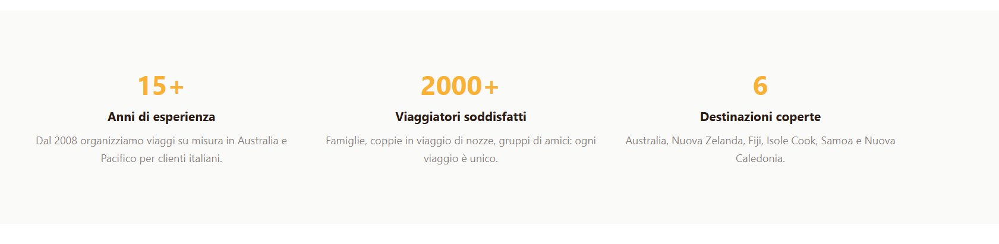 15+
Anni di esperienza
Dal 2008 organizziamo viaggi su misura in Australia e
Pacifico per clienti italiani.
2000+
Viaggiatori soddisfatti
Famiglie, coppie in viaggio di nozze, gruppi di amici: ogni
viaggio è unico.
6
Destinazioni coperte
Australia, Nuova Zelanda, Fiji, Isole Cook, Samoa e Nuova
Caledonia.